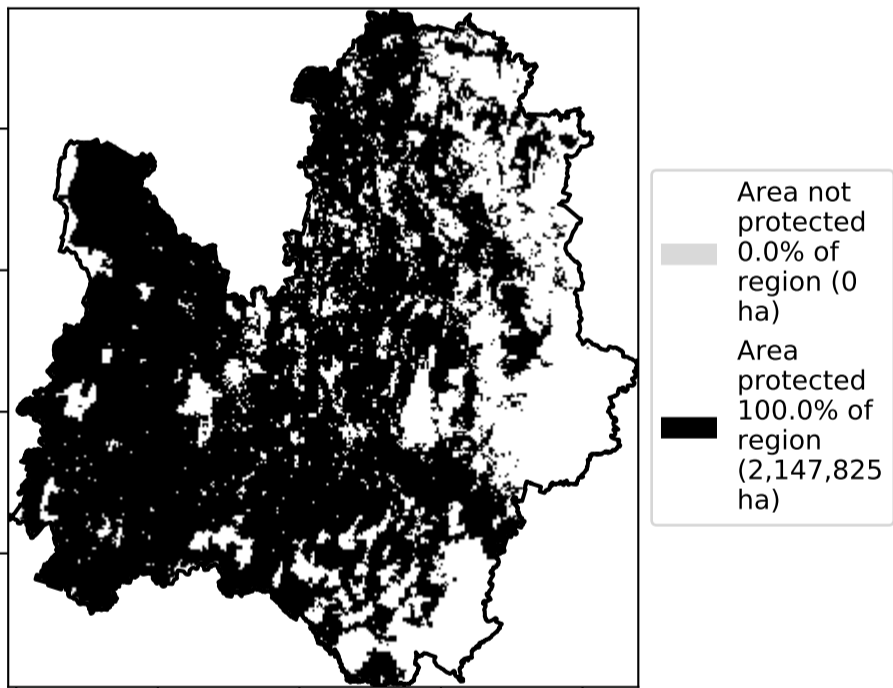 Area not
protected
0.0% of
region (0
ha)
Area
protected
100.0% of
region
(2,147,825
ha)